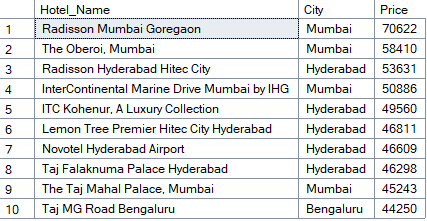 Hotel_Name City Price
1 Radisson Mumbai Goregaon Mumbai 70622
2 The Oberoi, Mumbai Mumbai 58410
3 Radisson Hyderabad Hitec City Hyderabad 53631
4 InterContinental Marine Drive Mumbai by IHG Mumbai 50886
5 ITC Kohenur, A Luxury Collection Hyderabad 49560
6 Lemon Tree Premier Hitec City Hyderabad Hyderabad 46811
7 Novotel Hyderabad Airport Hyderabad 46609
8 Taj Falaknuma Palace Hyderabad Hyderabad 46298
9 The Taj Mahal Palace, Mumbai Mumbai 45243
10 Taj MG Road Bengaluru Bengaluru 44250